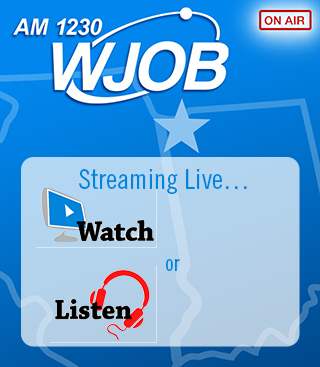 AM 1230
ON AIR
WJOB
Streaming Live...
Watch
or
Listen